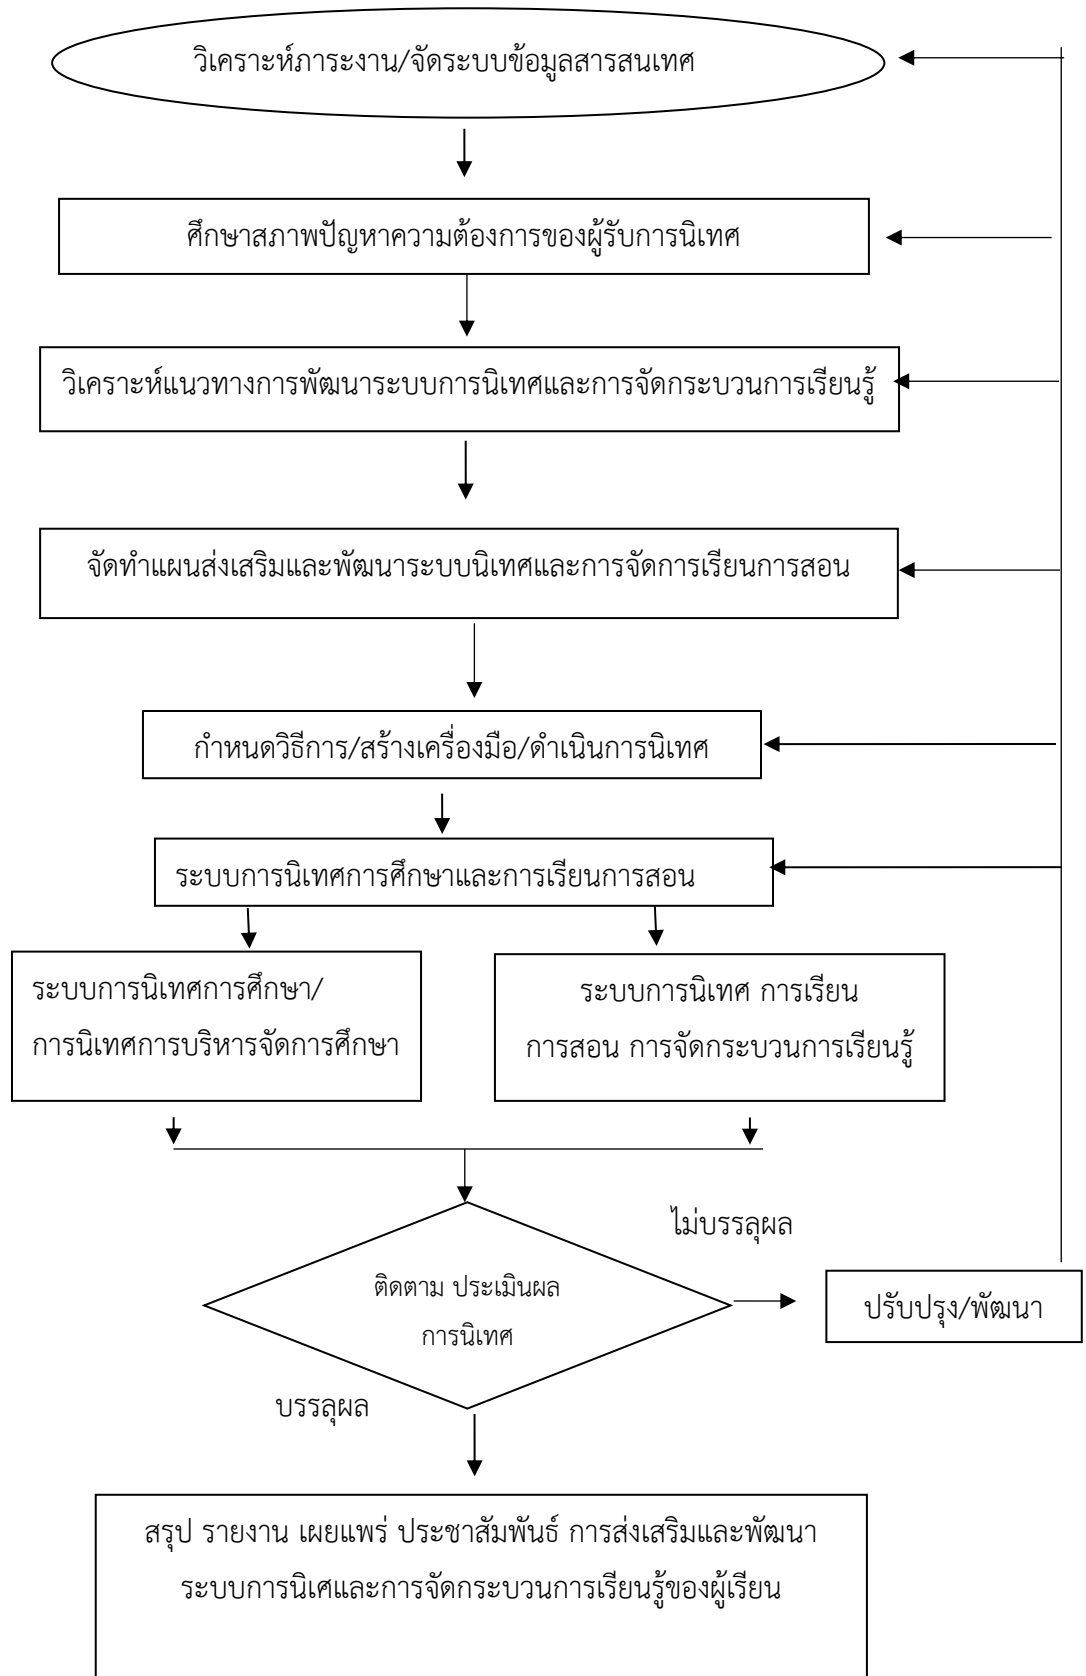 วิเคราะห์ภาระงาน/จัดระบบข้อมูลสารสนเทศ
ศึกษาสภาพปัญหาความต้องการของผู้รับการนิเทศ
วิเคราะห์แนวทางการพัฒนาระบบการนิเทศและการจัดกระบวนการเรียนรู้
จัดทำแผนส่งเสริมและพัฒนาระบบนิเทศและการจัดการเรียนการสอน
กำหนดวิธีการ/สร้างเครื่องมือ/ดำเนินการนิเทศ
ระบบการนิเทศการศึกษาและการเรียนการสอน
ระบบการนิเทศการศึกษา/
การนิเทศการบริหารจัดการศึกษา
ระบบการนิเทศ การเรียน
การสอน การจัดกระบวนการเรียนรู้
ไม่บรรลุผล
ติดตาม ประเมินผล
การนิเทศ
ปรับปรุง/พัฒนา
บรรลุผล
สรุป รายงาน เผยแพร่ ประชาสัมพันธ์ การส่งเสริมและพัฒนา
ระบบการนิเศและการจัดกระบวนการเรียนรู้ของผู้เรียน